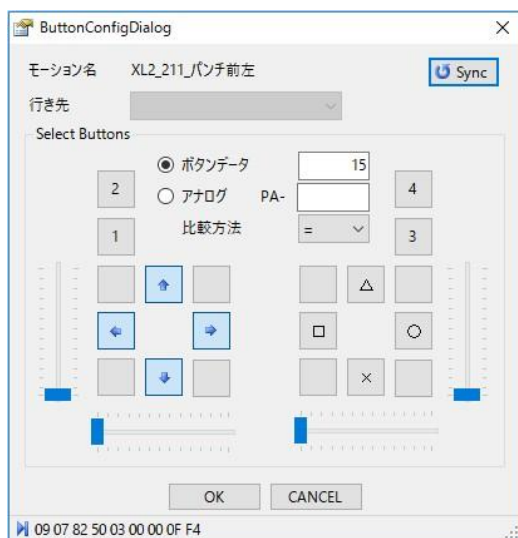 ButtonConfigDialog
モーション名 XL2_211_パンチ前左
Sync
行き先
Select Buttons
ボタンデータ 15
アナログ PA-
比較方法 =
2
1
4
3
△
□ ○
×
OK CANCEL
09 07 82 50 03 00 00 0F F4